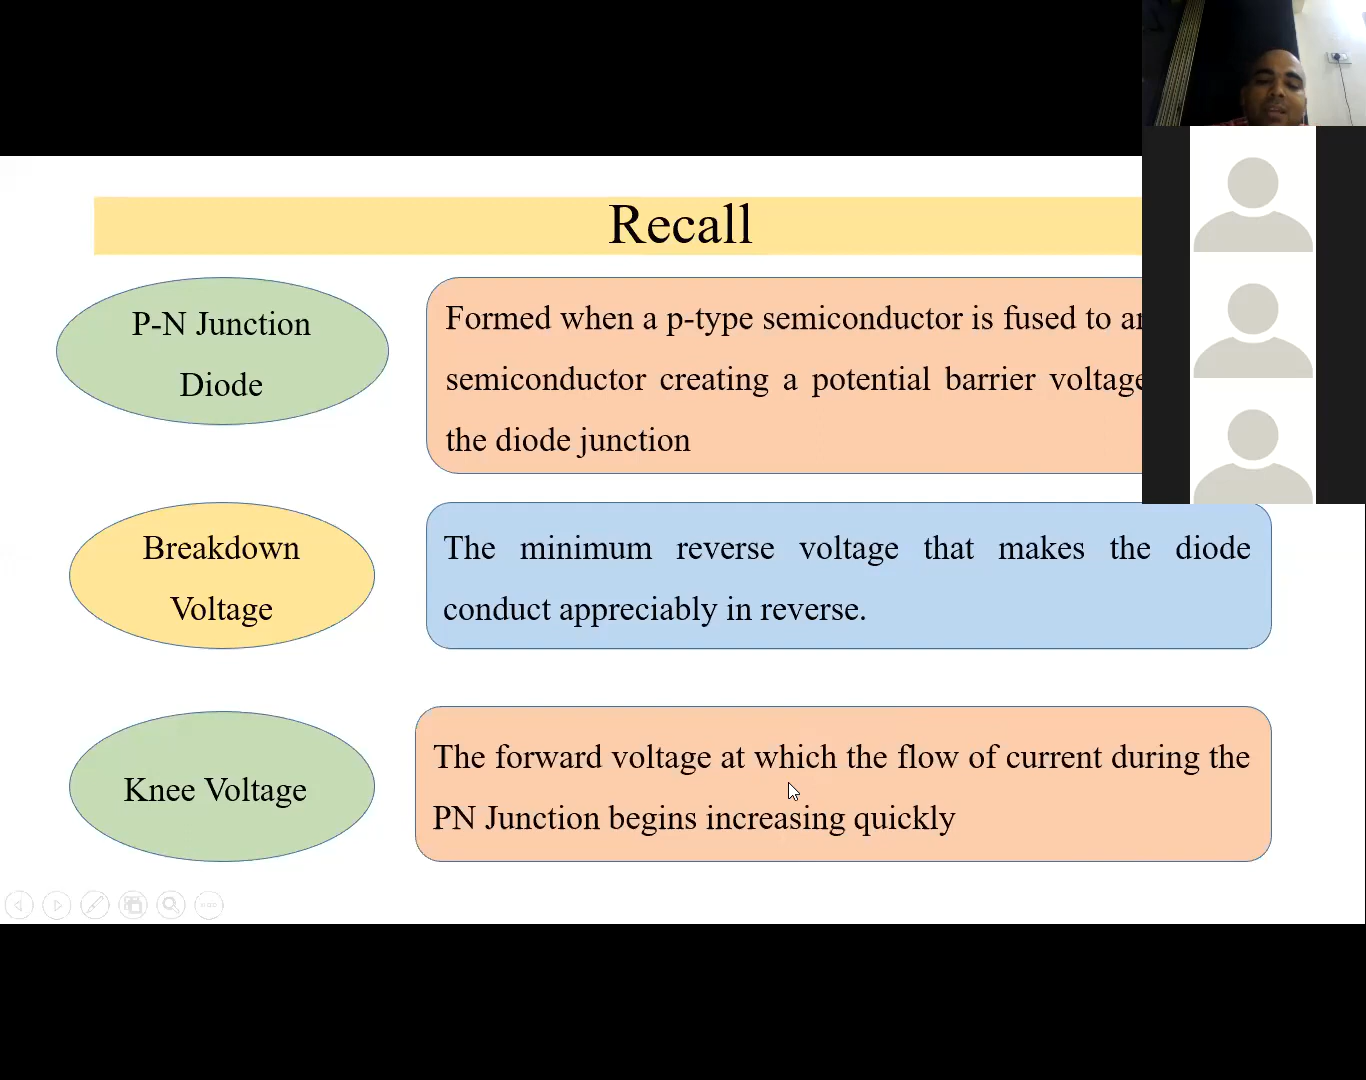 Recall
P-N Junction
Diode
Formed when a p-type semiconductor is fused to
semiconductor creating a potential barrier voltage
the diode junction
Breakdown
Voltage
The minimum reverse voltage that makes the diode
conduct appreciably in reverse.
Knee Voltage
The forward voltage at which the flow of current during the
PN Junction begins increasing quickly